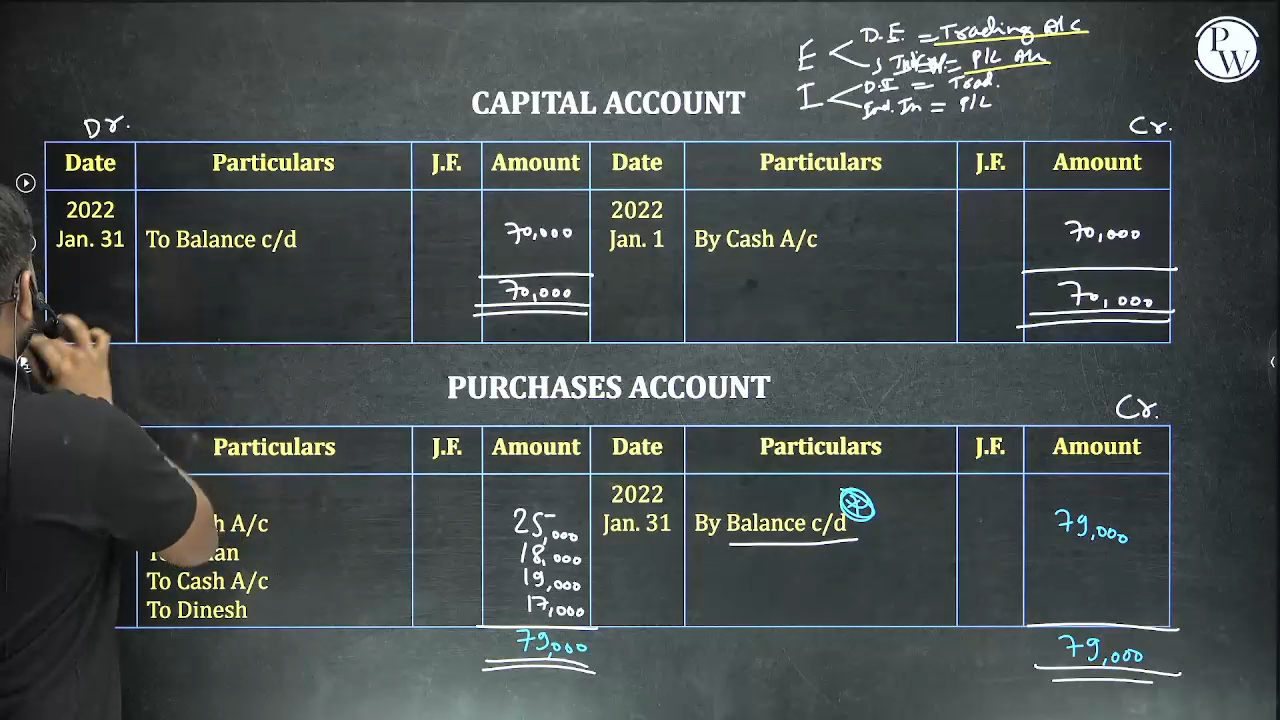 E D.E. = Trading A/c
= P/L A/c
I D.I = Trad.
Ind. In = P/L
PW
CAPITAL ACCOUNT
Dr. Cr.
Date Particulars J.F. Amount Date Particulars J.F. Amount
2022 2022
Jan. 31 To Balance c/d 70,000 Jan. 1 By Cash A/c 70,000
70,000 70,000
PURCHASES ACCOUNT
Cr.
Particulars J.F. Amount Date Particulars J.F. Amount
2022
A/c 25,000 Jan. 31 By Balance c/d 79,000
18,000
To Cash A/c 19,000
To Dinesh 17,000
79,000 79,000